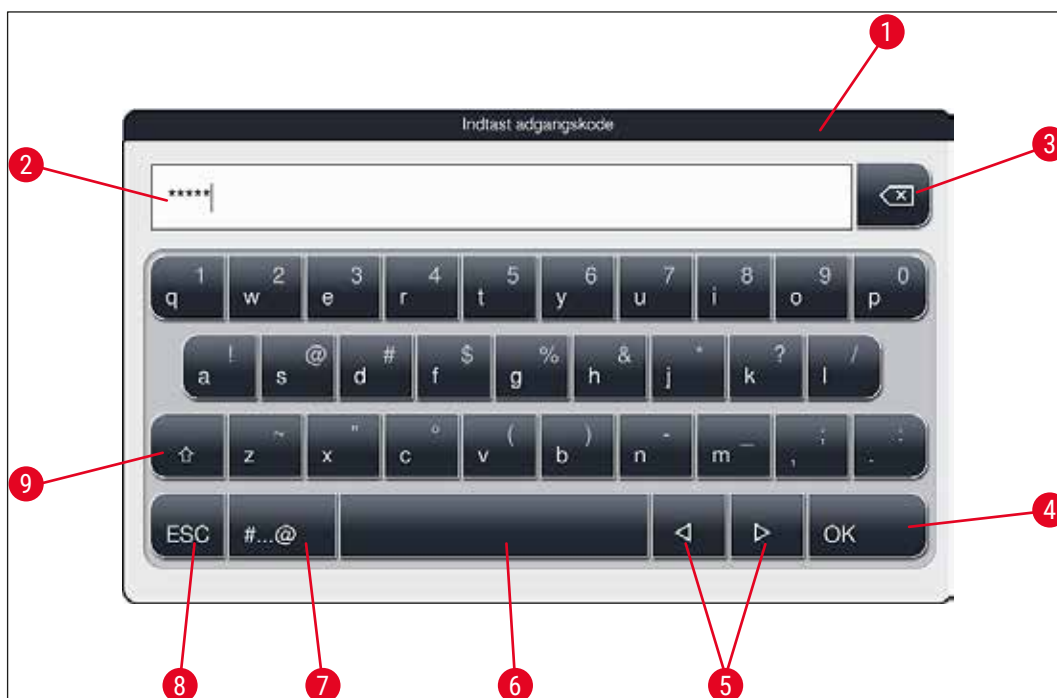 1
Indtast adgangskode
2
*****
3
1 2 3 4 5 6 7 8 9 0
q w e r t y u i o p
! @ # $ % & * ? /
a s d f g h j k l
~ " ° ( ) - _ ; :
z x c v b n m , .
9
ESC #...@ OK
4
8 7 6 5